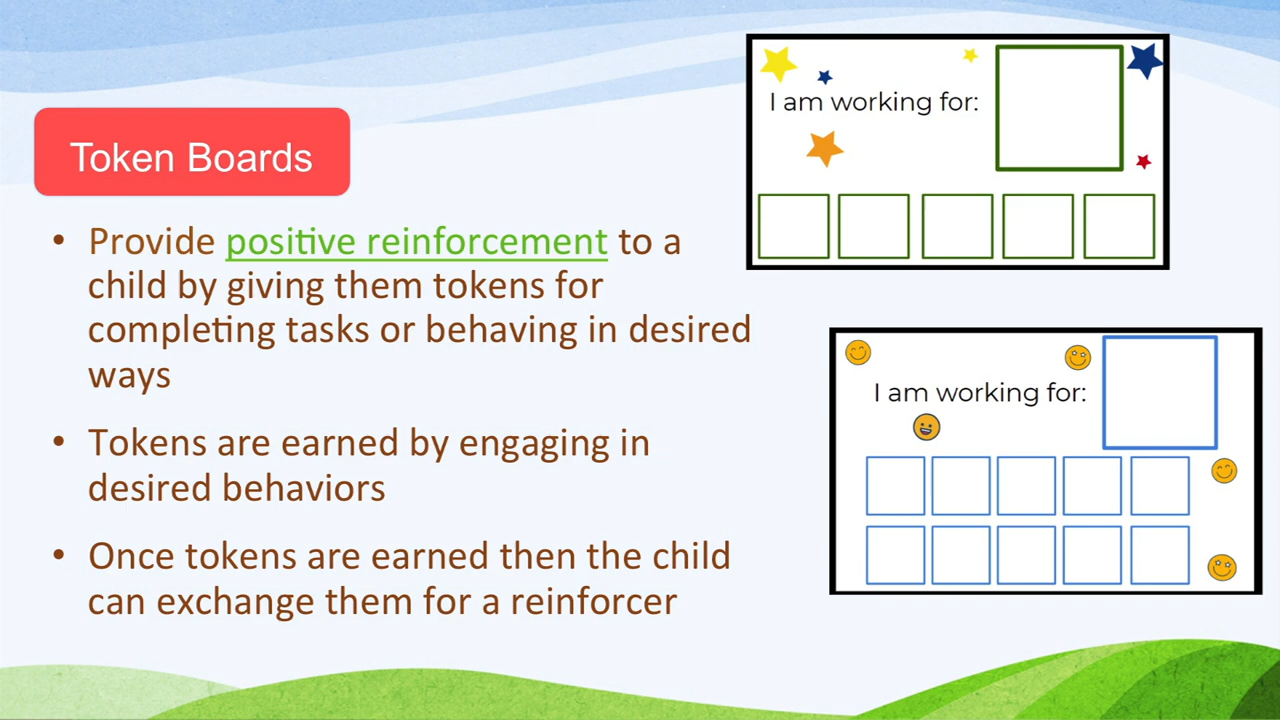 Token Boards
• Provide positive reinforcement to a
child by giving them tokens for
completing tasks or behaving in desired
ways
• Tokens are earned by engaging in
desired behaviors
• Once tokens are earned then the child
can exchange them for a reinforcer
I am working for:
I am working for: